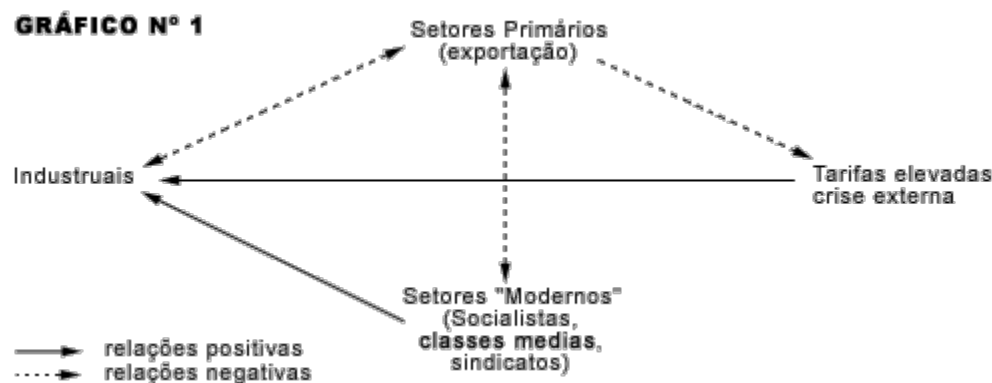 GRÁFICO Nº 1
Setores Primários
(exportação)
Industruais
Tarifas elevadas
crise externa
Setores "Modernos"
(Socialistas,
classes medias,
sindicatos)
relações positivas
relações negativas